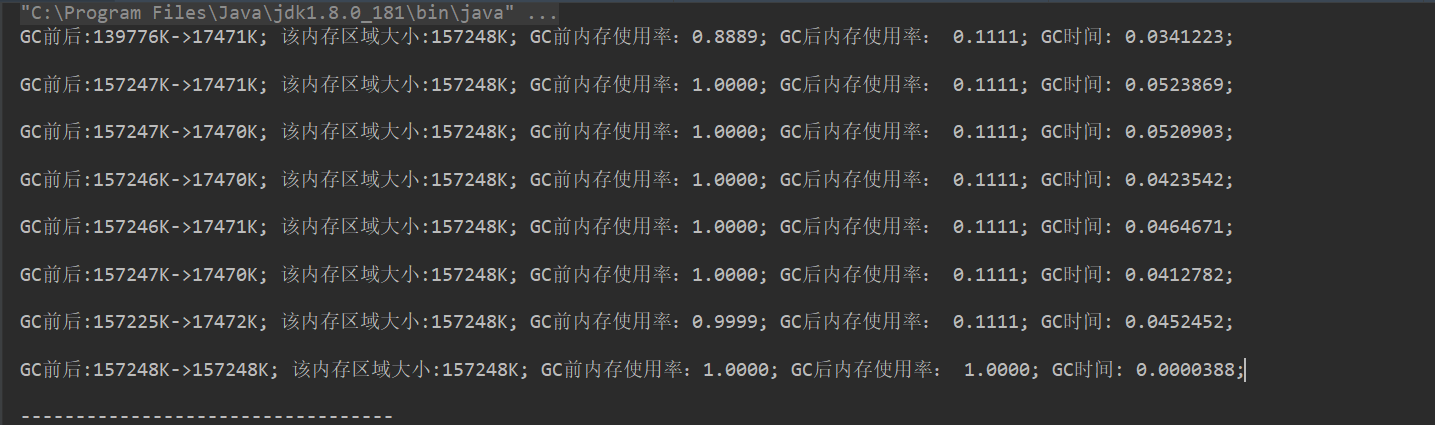 "C:\Program Files\Java\jdk1.8.0_181\bin\java" ...
GC前后:139776K->17471K; 该内存区域大小:157248K; GC前内存使用率：0.8889; GC后内存使用率： 0.1111; GC时间: 0.0341223;
GC前后:157247K->17471K; 该内存区域大小:157248K; GC前内存使用率：1.0000; GC后内存使用率： 0.1111; GC时间: 0.0523869;
GC前后:157247K->17470K; 该内存区域大小:157248K; GC前内存使用率：1.0000; GC后内存使用率： 0.1111; GC时间: 0.0520903;
GC前后:157246K->17470K; 该内存区域大小:157248K; GC前内存使用率：1.0000; GC后内存使用率： 0.1111; GC时间: 0.0423542;
GC前后:157246K->17471K; 该内存区域大小:157248K; GC前内存使用率：1.0000; GC后内存使用率： 0.1111; GC时间: 0.0464671;
GC前后:157247K->17470K; 该内存区域大小:157248K; GC前内存使用率：1.0000; GC后内存使用率： 0.1111; GC时间: 0.0412782;
GC前后:157225K->17472K; 该内存区域大小:157248K; GC前内存使用率：0.9999; GC后内存使用率： 0.1111; GC时间: 0.0452452;
GC前后:157248K->157248K; 该内存区域大小:157248K; GC前内存使用率：1.0000; GC后内存使用率： 1.0000; GC时间: 0.0000388;
----------------------------------